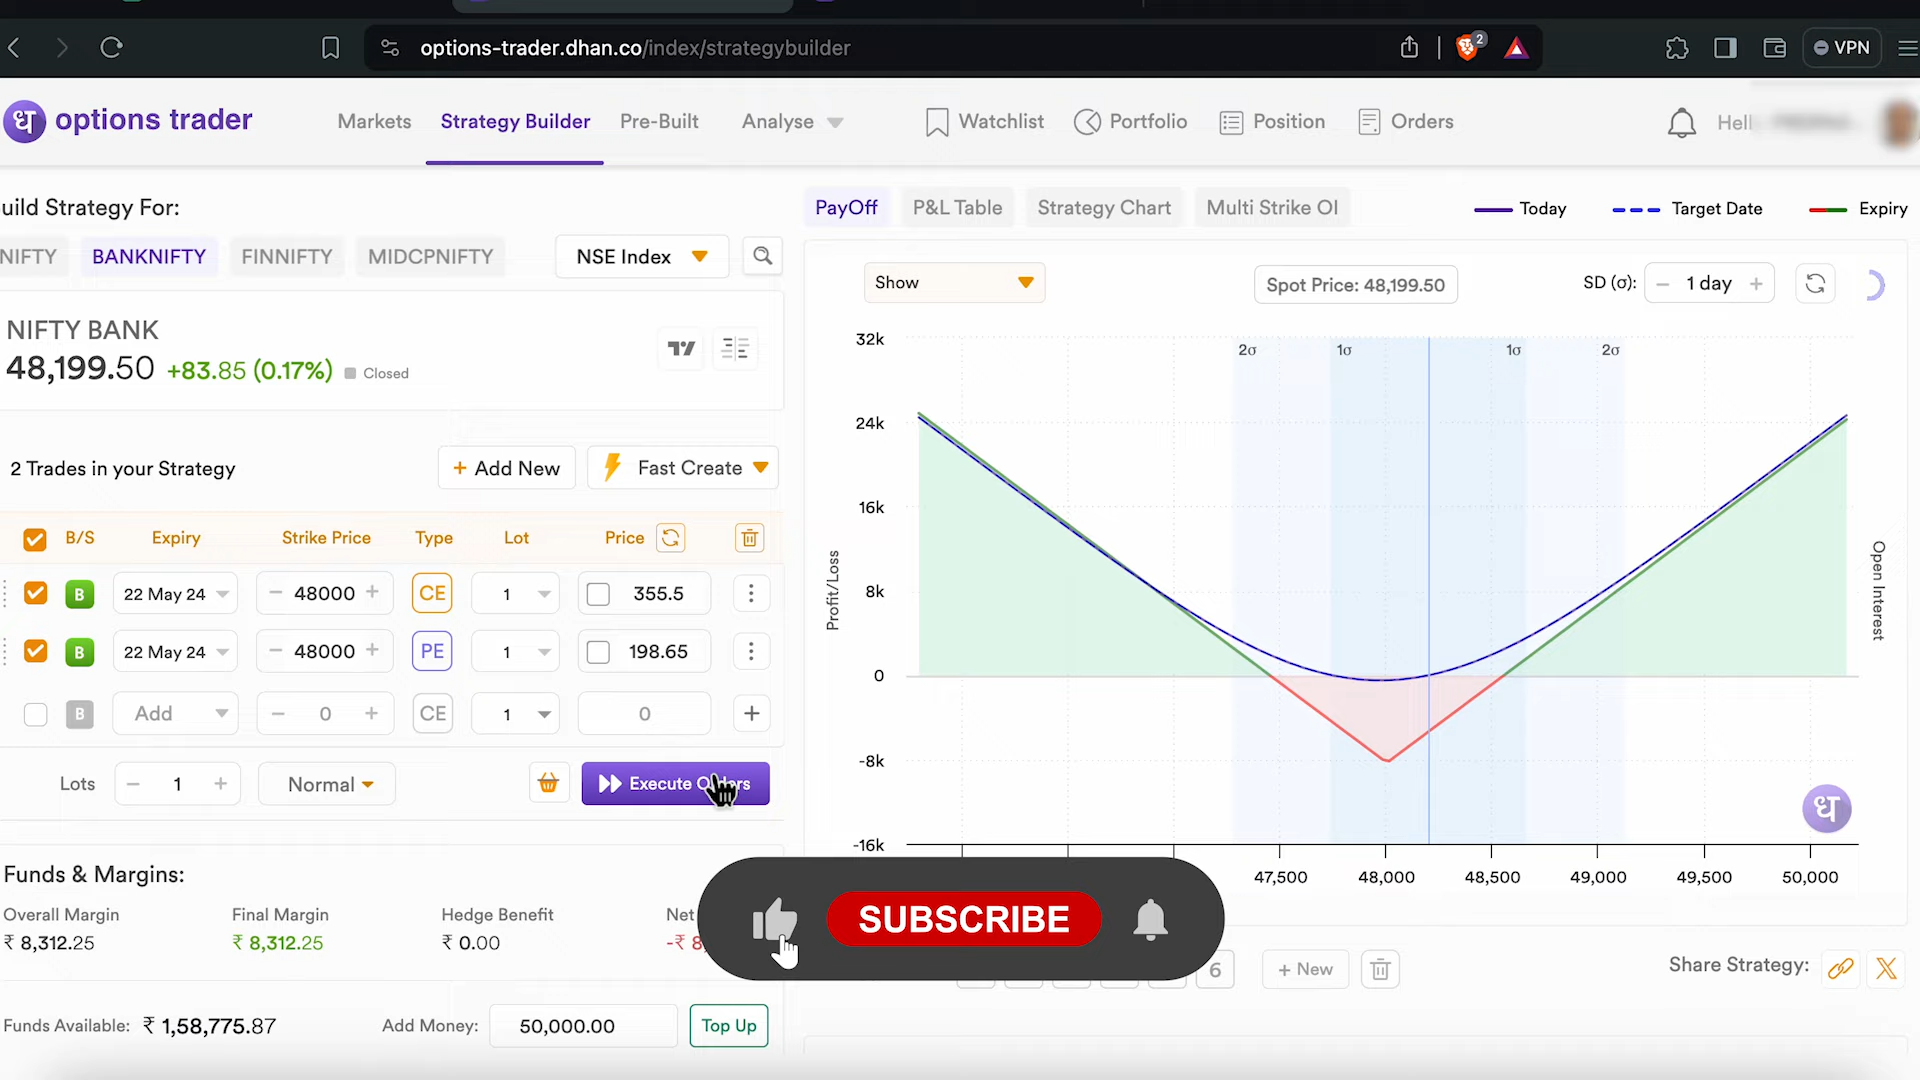 options-trader.dhan.co/index/strategybuilder
2
VPN
ध options trader
Markets
Strategy Builder
Pre-Built
Analyse
Watchlist
Portfolio
Position
Orders
Hell
uild Strategy For:
NIFTY
BANKNIFTY
FINNIFTY
MIDCPNIFTY
NSE Index
NIFTY BANK
48,199.50 +83.85 (0.17%) Closed
2 Trades in your Strategy
+ Add New
Fast Create
B/S Expiry Strike Price Type Lot Price
B 22 May 24 − 48000 + CE 1 355.5
B 22 May 24 − 48000 + PE 1 198.65
B Add − 0 + CE 1 0 +
Lots − 1 + Normal Execute Orders
Funds & Margins:
Overall Margin Final Margin Hedge Benefit Net
₹ 8,312.25 ₹ 8,312.25 ₹ 0.00 -₹ 8
Funds Available: ₹ 1,58,775.87 Add Money: 50,000.00 Top Up
PayOff
P&L Table
Strategy Chart
Multi Strike OI
Today
Target Date
Expiry
Show
Spot Price: 48,199.50
SD (σ): − 1 day +
2σ 1σ 1σ 2σ
32k
24k
16k
8k
0
-8k
-16k
Profit/Loss
Open Interest
ध
47,500 48,000 48,500 49,000 49,500 50,000
SUBSCRIBE
6
+ New
Share Strategy: